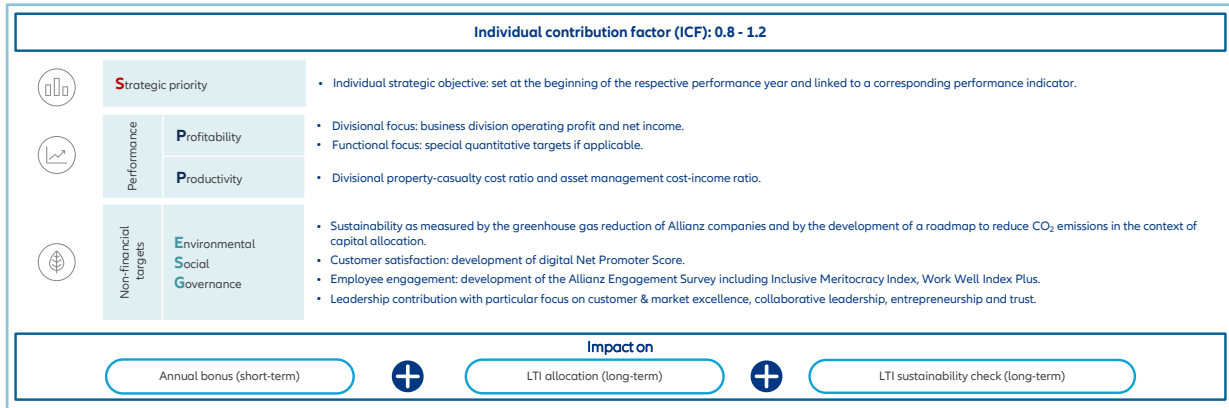 Individual contribution factor (ICF): 0.8 - 1.2
Strategic priority
• Individual strategic objective: set at the beginning of the respective performance year and linked to a corresponding performance indicator.
Performance
Profitability
• Divisional focus: business division operating profit and net income.
• Functional focus: special quantitative targets if applicable.
Productivity
• Divisional property-casualty cost ratio and asset management cost-income ratio.
Non-financial
targets
Environmental
Social
Governance
• Sustainability as measured by the greenhouse gas reduction of Allianz companies and by the development of a roadmap to reduce CO₂ emissions in the context of
capital allocation.
• Customer satisfaction: development of digital Net Promoter Score.
• Employee engagement: development of the Allianz Engagement Survey including Inclusive Meritocracy Index, Work Well Index Plus.
• Leadership contribution with particular focus on customer & market excellence, collaborative leadership, entrepreneurship and trust.
Impact on
Annual bonus (short-term)
LTI allocation (long-term)
LTI sustainability check (long-term)